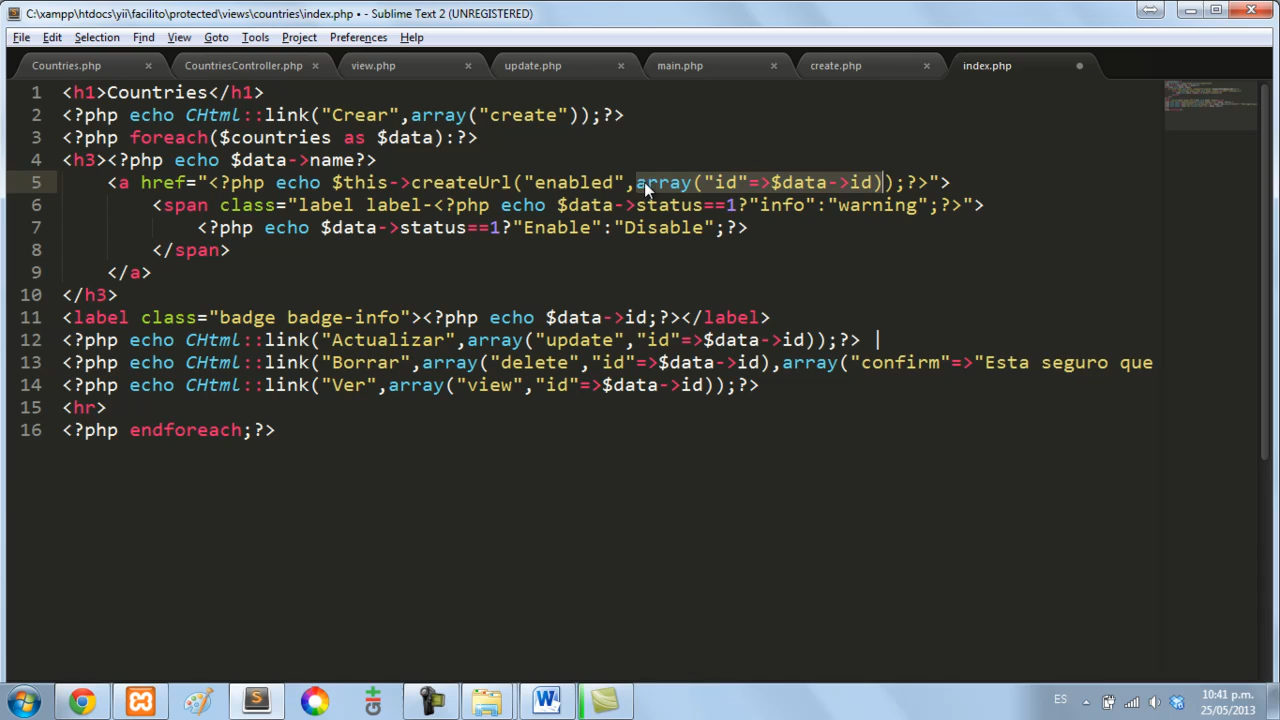 C:\xampp\htdocs\yii\facilito\protected\views\countries\index.php • - Sublime Text 2 (UNREGISTERED)
File Edit Selection Find View Goto Tools Project Preferences Help
Countries.php CountriesController.php view.php update.php main.php create.php index.php
1 <h1>Countries</h1>
2 <?php echo CHtml::link("Crear",array("create"));?>
3 <?php foreach($countries as $data):?>
4 <h3><?php echo $data->name?>
5 <a href="<?php echo $this->createUrl("enabled",array("id"=>$data->id));?>">
6 <span class="label label-<?php echo $data->status==1?"info":"warning";?>">
7 <?php echo $data->status==1?"Enable":"Disable";?>
8 </span>
9 </a>
10 </h3>
11 <label class="badge badge-info"><?php echo $data->id;?></label>
12 <?php echo CHtml::link("Actualizar",array("update","id"=>$data->id));?> |
13 <?php echo CHtml::link("Borrar",array("delete","id"=>$data->id),array("confirm"=>"Esta seguro que
14 <?php echo CHtml::link("Ver",array("view","id"=>$data->id));?>
15 <hr>
16 <?php endforeach;?>
ES
10:41 p.m.
25/05/2013